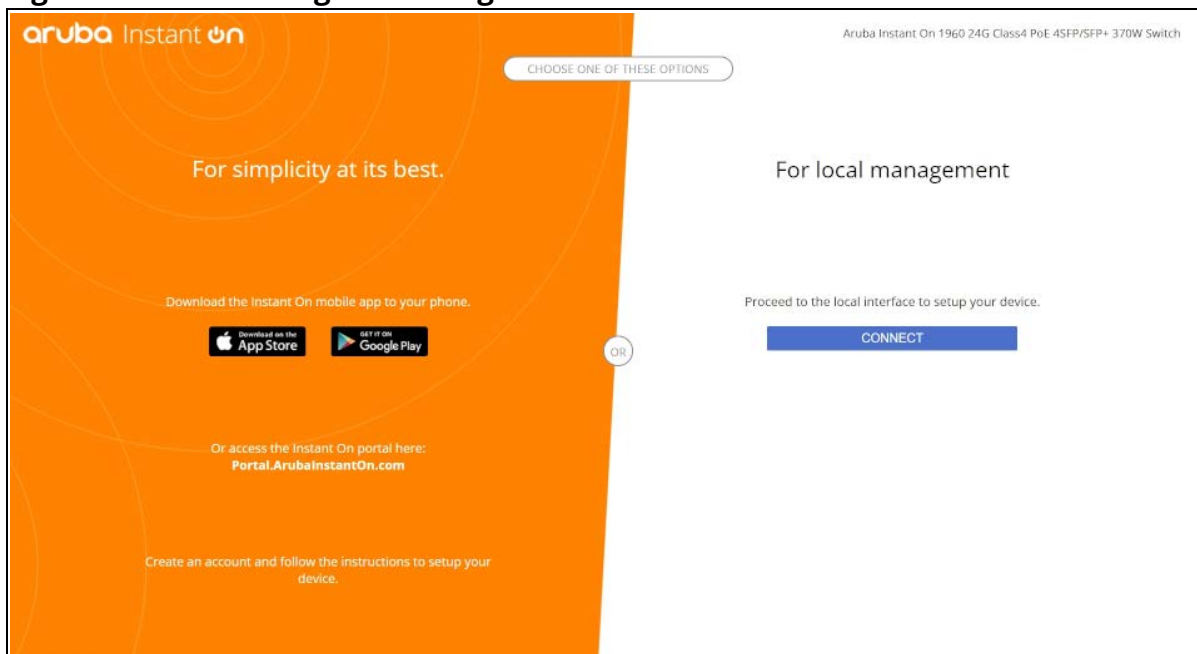 aruba Instant on
Aruba Instant On 1960 24G Class4 PoE 4SFP/SFP+ 370W Switch
CHOOSE ONE OF THESE OPTIONS
For simplicity at its best.
Download the Instant On mobile app to your phone.
Download on the
App Store
GET IT ON
Google Play
Or access the Instant On portal here:
Portal.ArubaInstantOn.com
Create an account and follow the instructions to setup your
device.
OR
For local management
Proceed to the local interface to setup your device.
CONNECT